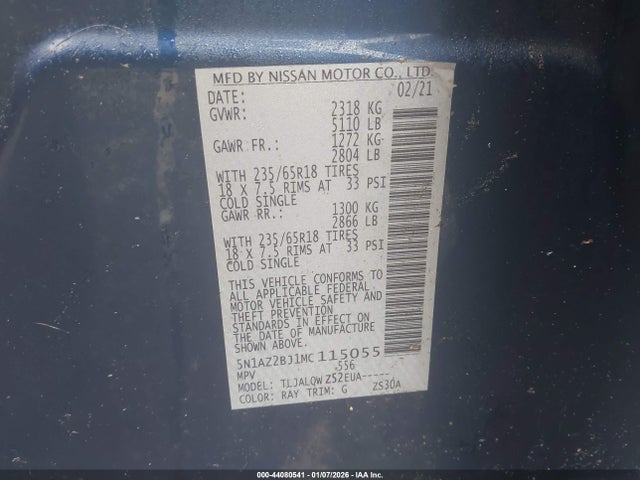 MFD BY NISSAN MOTOR CO., LTD.
DATE: 02/21
GVWR: 2318 KG
5110 LB
GAWR FR.: 1272 KG
2804 LB
WITH 235/65R18 TIRES
18 X 7.5 RIMS AT 33 PSI
COLD SINGLE
GAWR RR.: 1300 KG
2866 LB
WITH 235/65R18 TIRES
18 X 7.5 RIMS AT 33 PSI
COLD SINGLE
THIS VEHICLE CONFORMS TO
ALL APPLICABLE FEDERAL
MOTOR VEHICLE SAFETY AND
THEFT PREVENTION
STANDARDS IN EFFECT ON
THE DATE OF MANUFACTURE
SHOWN ABOVE.
5N1AZ2BJ1MC115055
MPV .556
MODEL: TLJALQWZS2EUA-----
COLOR: RAY TRIM: G ZS30A
000-44080541 - 01/07/2026 - IAA Inc.